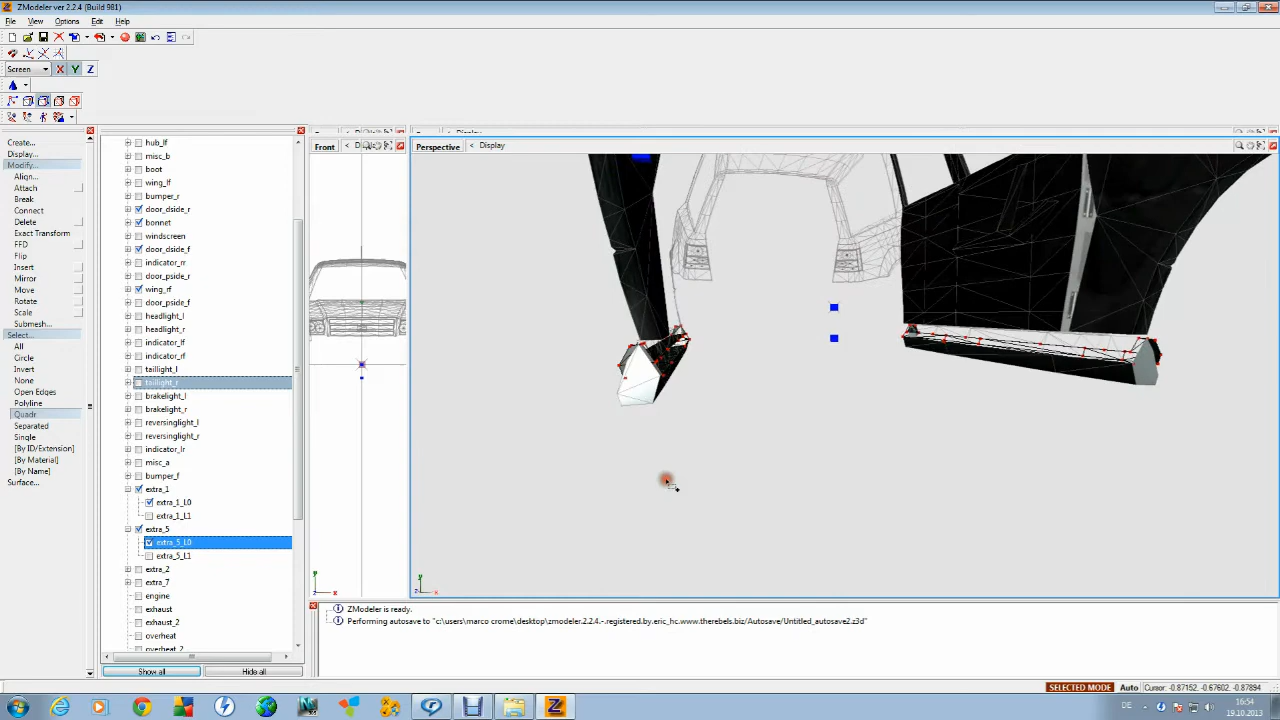 ZModeler ver 2.2.4 (Build 981)
File View Options Edit Help
Screen X Y Z
Create...
Display...
Modify...
Align...
Attach
Break
Connect
Delete
Exact Transform
FFD
Flip
Insert
Mirror
Move
Rotate
Scale
Submesh...
Select...
All
Circle
Invert
None
Open Edges
Polyline
Quadr
Separated
Single
[By ID/Extension]
[By Material]
[By Name]
Surface...
hub_lf
misc_b
boot
wing_lf
bumper_r
door_dside_r
bonnet
windscreen
door_dside_f
indicator_rr
door_pside_r
wing_rf
door_pside_f
headlight_l
headlight_r
indicator_lf
indicator_rf
taillight_l
taillight_r
brakelight_l
brakelight_r
reversinglight_l
reversinglight_r
indicator_lr
misc_a
bumper_f
extra_1
extra_1_L0
extra_1_L1
extra_5
extra_5_L0
extra_5_L1
extra_2
extra_7
engine
exhaust
exhaust_2
overheat
overheat_2
Show all Hide all
Front
Perspective < Display
y
z x
y
z x
ZModeler is ready.
Performing autosave to "c:\users\marco crome\desktop\zmodeler.2.2.4.-.registered.by.eric_hc.www.therebels.biz/Autosave/Untitled_autosave2.z3d"
SELECTED MODE Auto Cursor: -0.87152, -0.67602, -0.87894
DE
16:54
19.10.2013